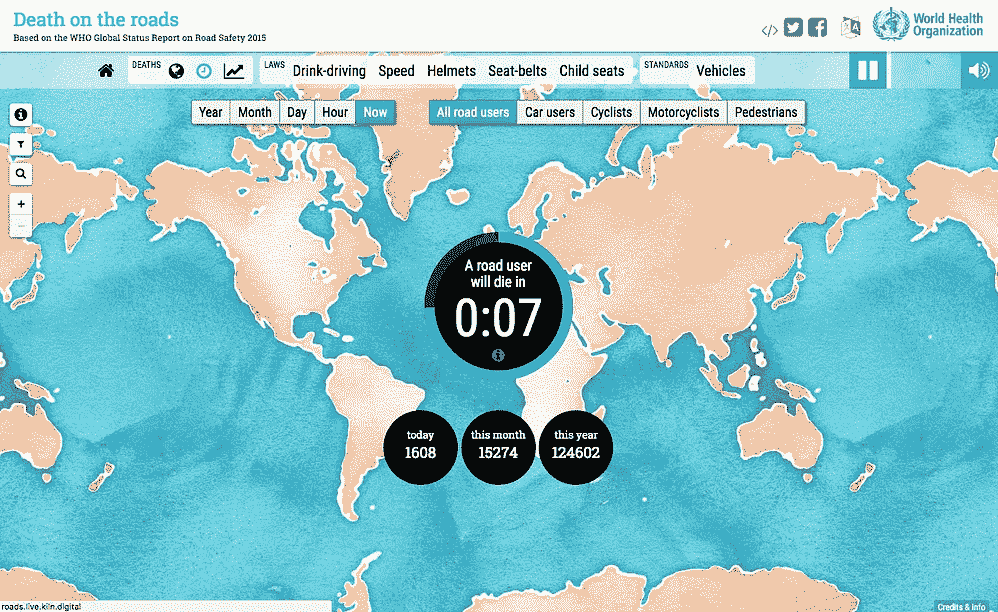 Death on the roads
Based on the WHO Global Status Report on Road Safety 2015
World Health
Organization
DEATHS
LAWS Drink-driving Speed Helmets Seat-belts Child seats
STANDARDS Vehicles
Year Month Day Hour Now
All road users Car users Cyclists Motorcyclists Pedestrians
A road user
will die in
0:07
today
1608
this month
15274
this year
124602
roads.live.kiln.digital
Credits & Info